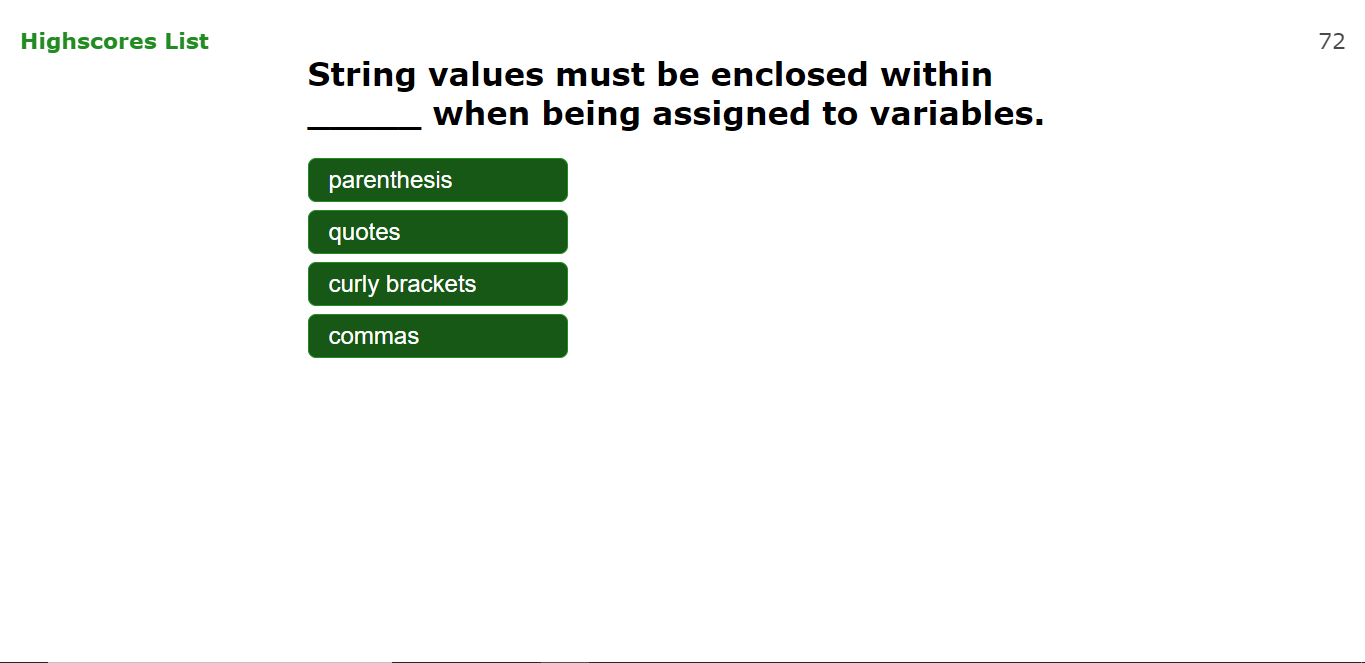 Highscores List
72
String values must be enclosed within
______ when being assigned to variables.
parenthesis
quotes
curly brackets
commas